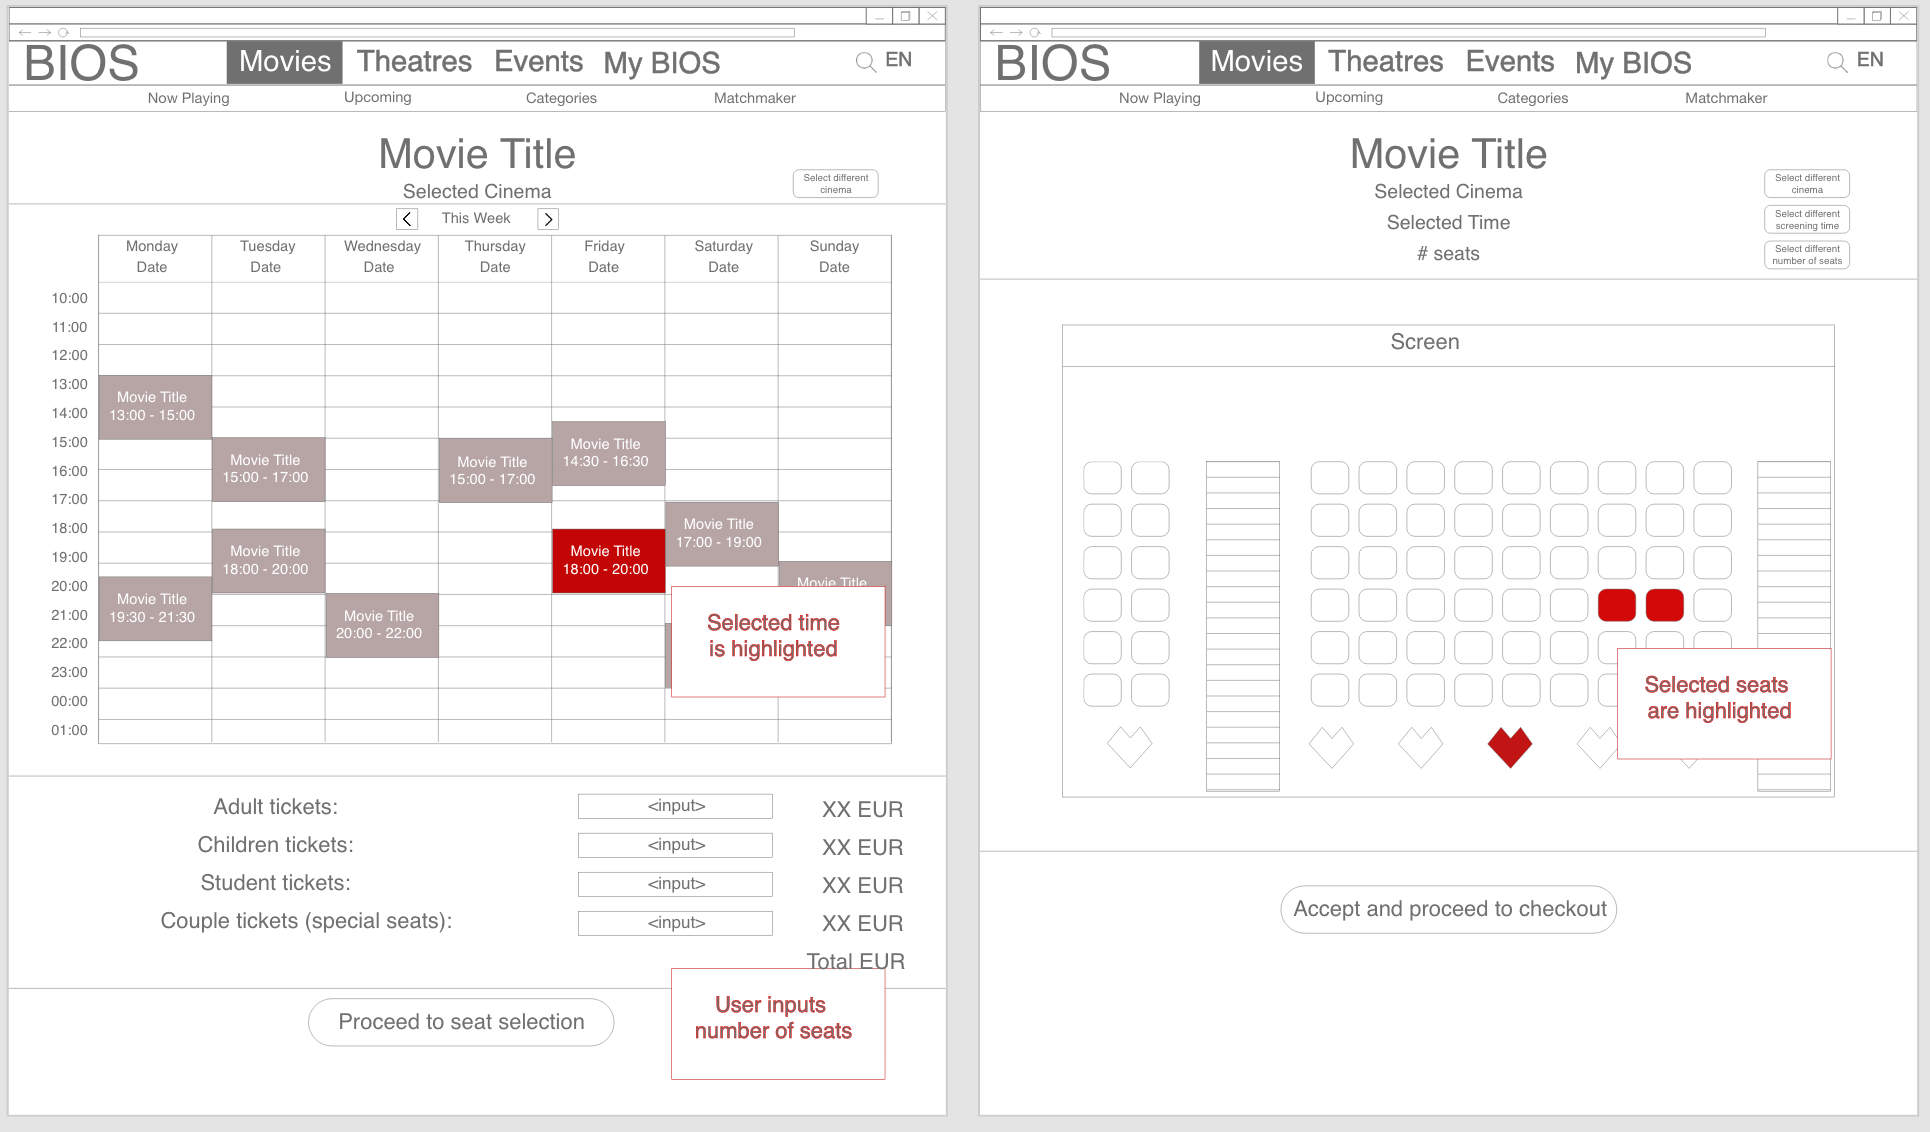 BIOS
Movies Theatres Events My BIOS EN
Now Playing Upcoming Categories Matchmaker
Movie Title
Selected Cinema
Select different
cinema
This Week
Monday Tuesday Wednesday Thursday Friday Saturday Sunday
Date Date Date Date Date Date Date
10:00
11:00
12:00
13:00
14:00
15:00
16:00
17:00
18:00
19:00
20:00
21:00
22:00
23:00
00:00
01:00
Movie Title
13:00 - 15:00
Movie Title
19:30 - 21:30
Movie Title
15:00 - 17:00
Movie Title
18:00 - 20:00
Movie Title
20:00 - 22:00
Movie Title
15:00 - 17:00
Movie Title
14:30 - 16:30
Movie Title
18:00 - 20:00
Movie Title
17:00 - 19:00
Movie Title
Selected time
is highlighted
Adult tickets: <input> XX EUR
Children tickets: <input> XX EUR
Student tickets: <input> XX EUR
Couple tickets (special seats): <input> XX EUR
Total EUR
Proceed to seat selection
User inputs
number of seats
BIOS
Movies Theatres Events My BIOS EN
Now Playing Upcoming Categories Matchmaker
Movie Title
Selected Cinema
Selected Time
# seats
Select different
cinema
Select different
screening time
Select different
number of seats
Screen
Selected seats
are highlighted
Accept and proceed to checkout